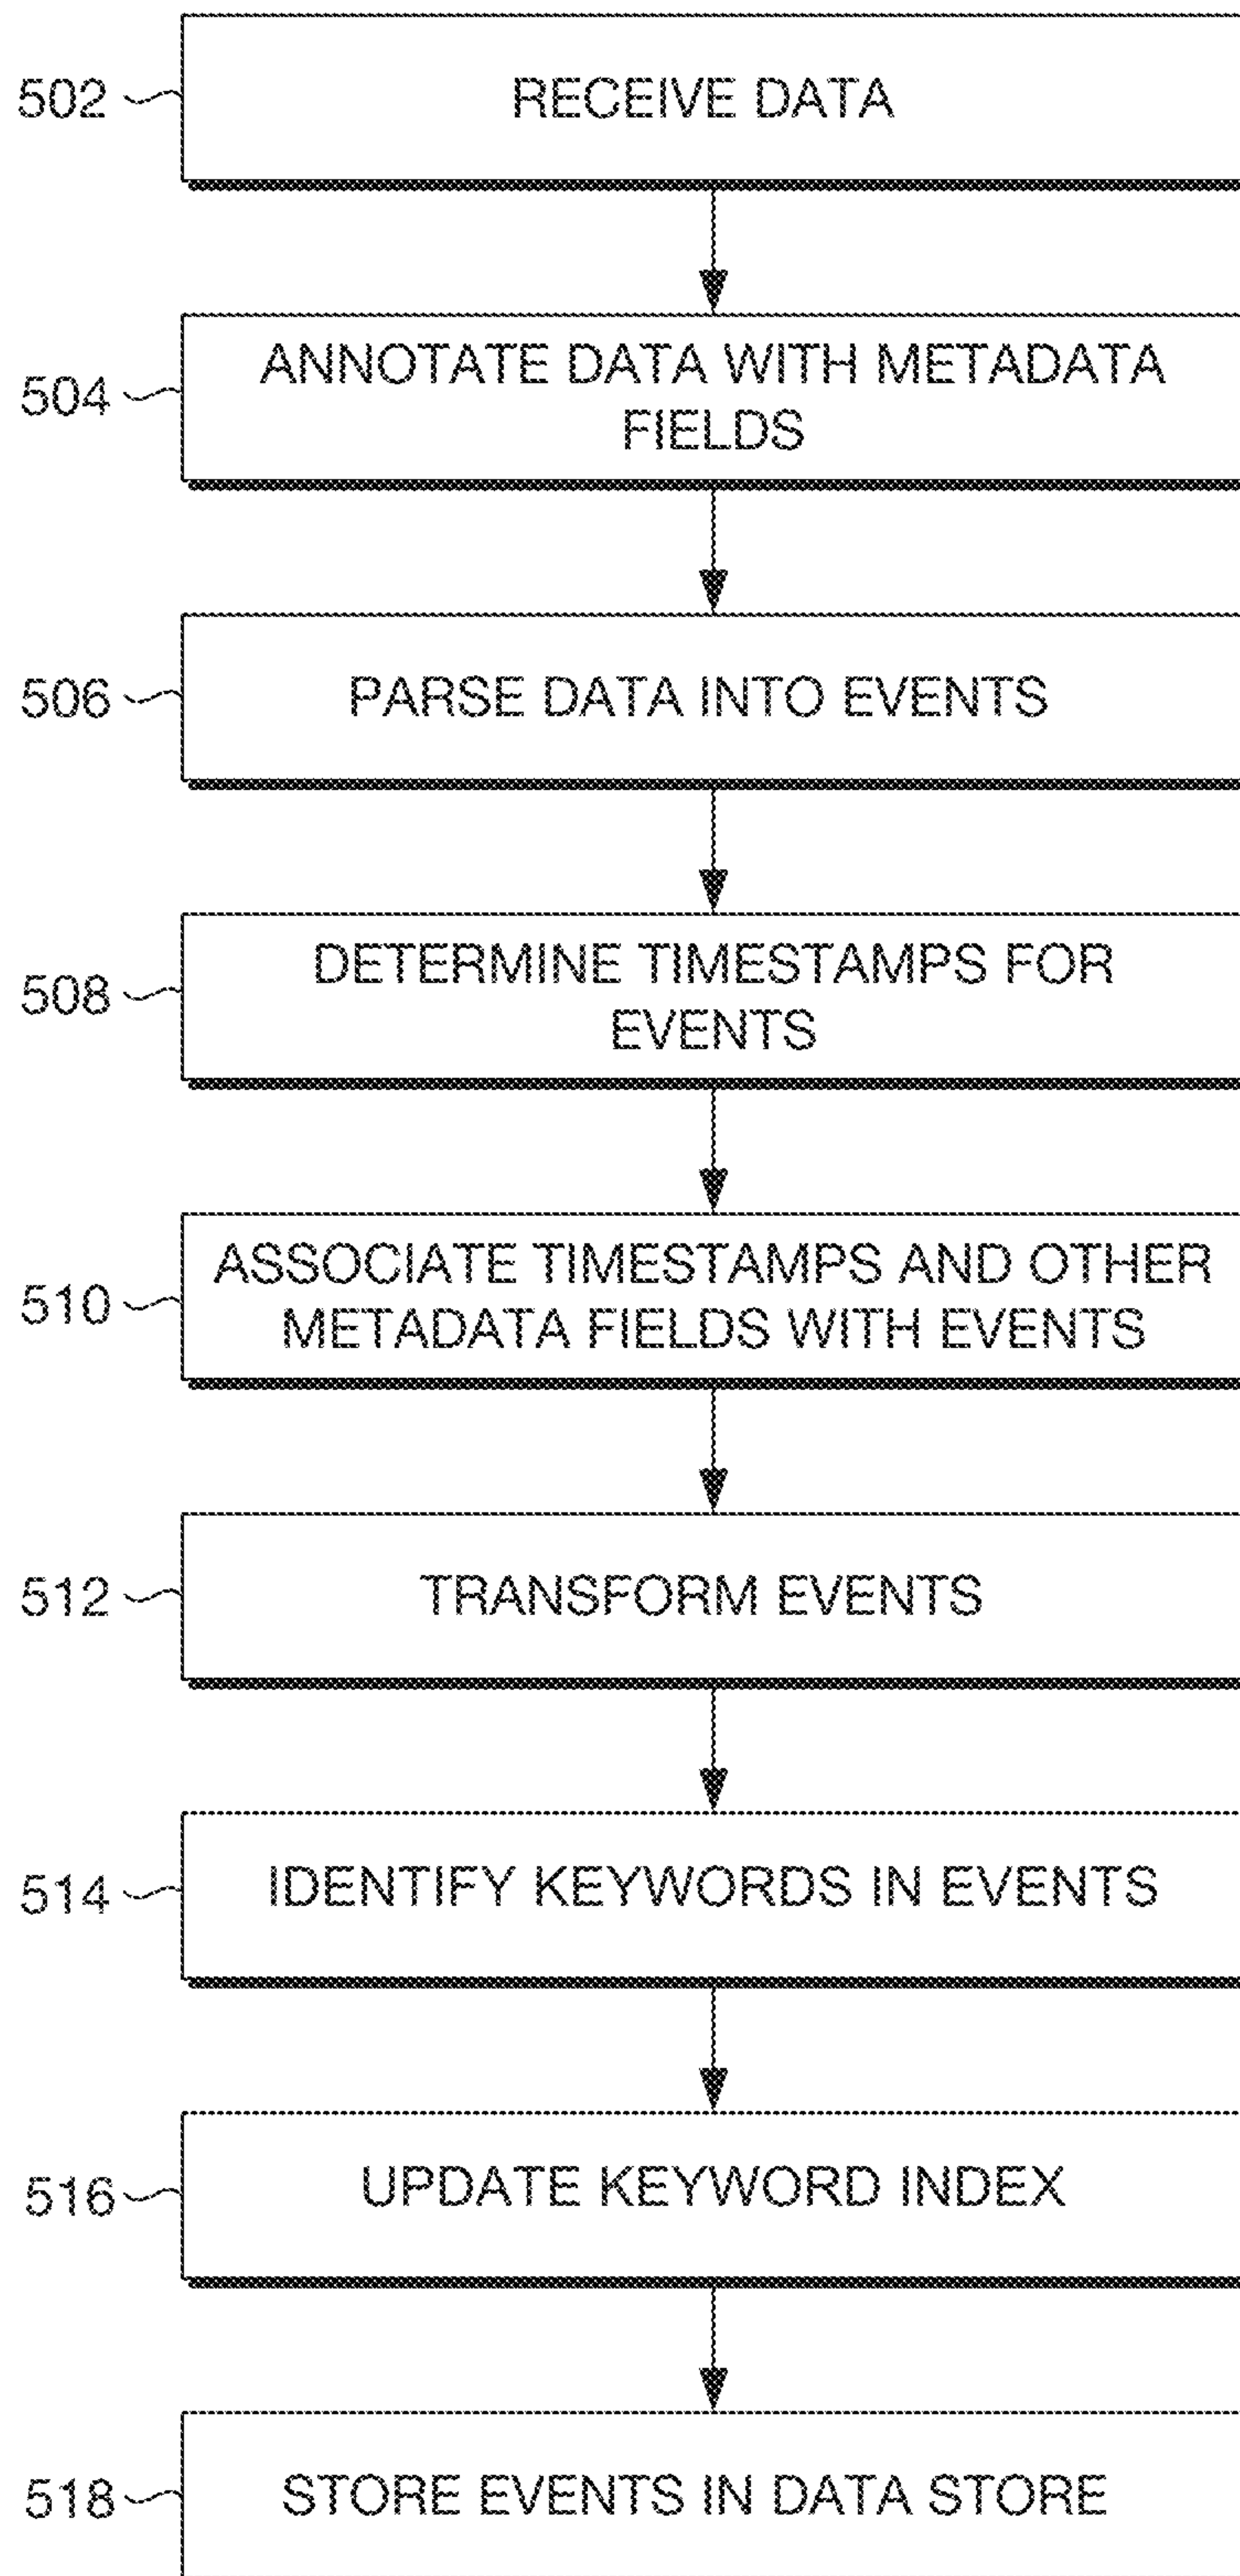 502
RECEIVE DATA
504
ANNOTATE DATA WITH METADATA
FIELDS
506
PARSE DATA INTO EVENTS
508
DETERMINE TIMESTAMPS FOR
EVENTS
510
ASSOCIATE TIMESTAMPS AND OTHER
METADATA FIELDS WITH EVENTS
512
TRANSFORM EVENTS
514
IDENTIFY KEYWORDS IN EVENTS
516
UPDATE KEYWORD INDEX
518
STORE EVENTS IN DATA STORE